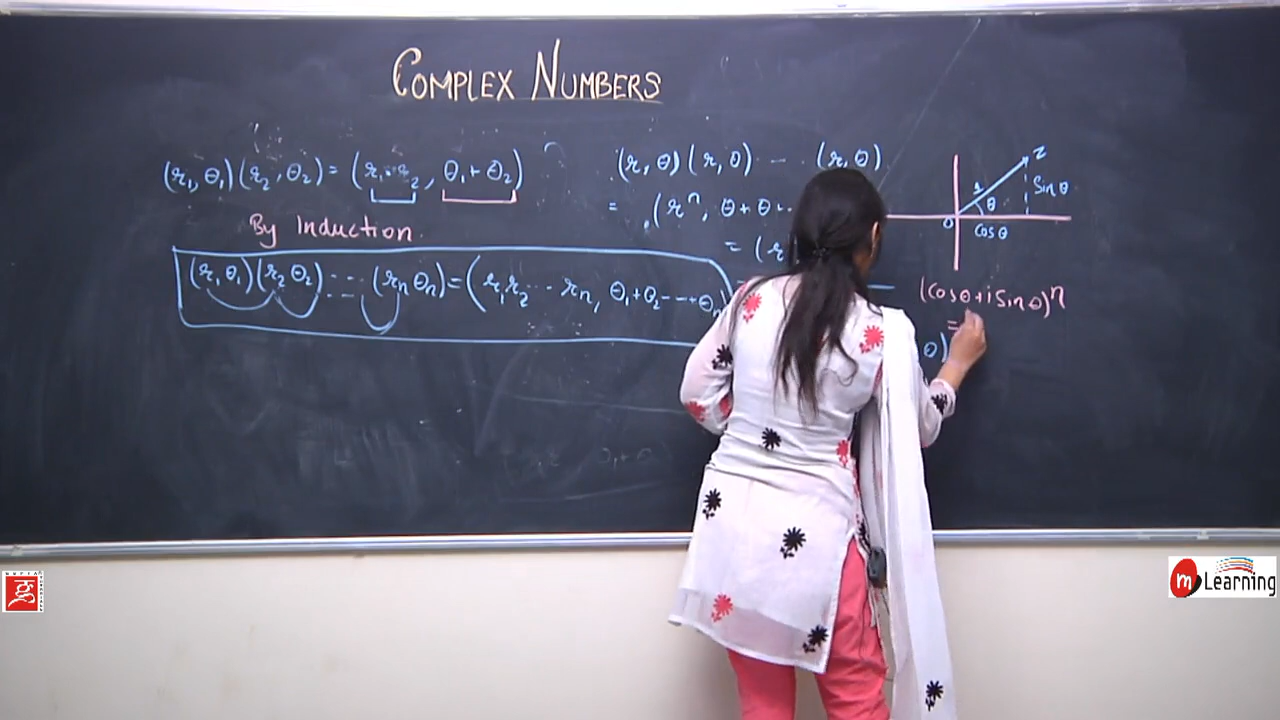 COMPLEX NUMBERS
(r₁, θ₁)(r₂, θ₂) = (r₁·r₂, θ₁ + θ₂)
By Induction.
(r₁, θ₁)(r₂ θ₂) ---- (rₙ θₙ) = (r₁ r₂ --- rₙ, θ₁ + θ₂ --- + θₙ)
(r, θ)(r, θ) ---- (r, θ)
= (rⁿ, θ + θ + --
= (r
θ)
z
r
θ
Sin θ
O
Cos θ
(Cos θ + i Sin θ)ⁿ
=
mLearning